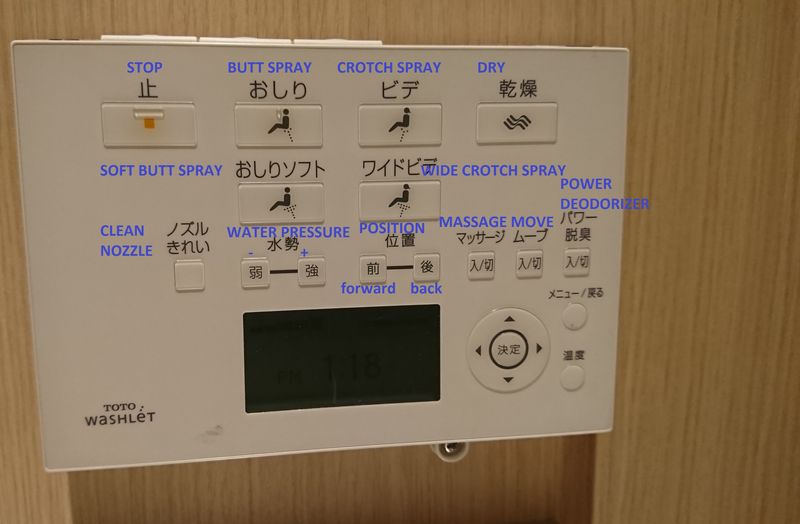 STOP BUTT SPRAY CROTCH SPRAY DRY
止 おしり ビデ 乾燥
SOFT BUTT SPRAY おしりソフト ワイドビデ WIDE CROTCH SPRAY
POWER
DEODORIZER
CLEAN
NOZZLE
ノズル
きれい
WATER PRESSURE
水勢
- +
弱 強
POSITION
位置
前 後
forward back
MASSAGE MOVE
マッサージ ムーブ
入/切 入/切
パワー
脱臭
入/切
メニュー/戻る
決定
温度
PM 1:18
TOTO
WASHLET